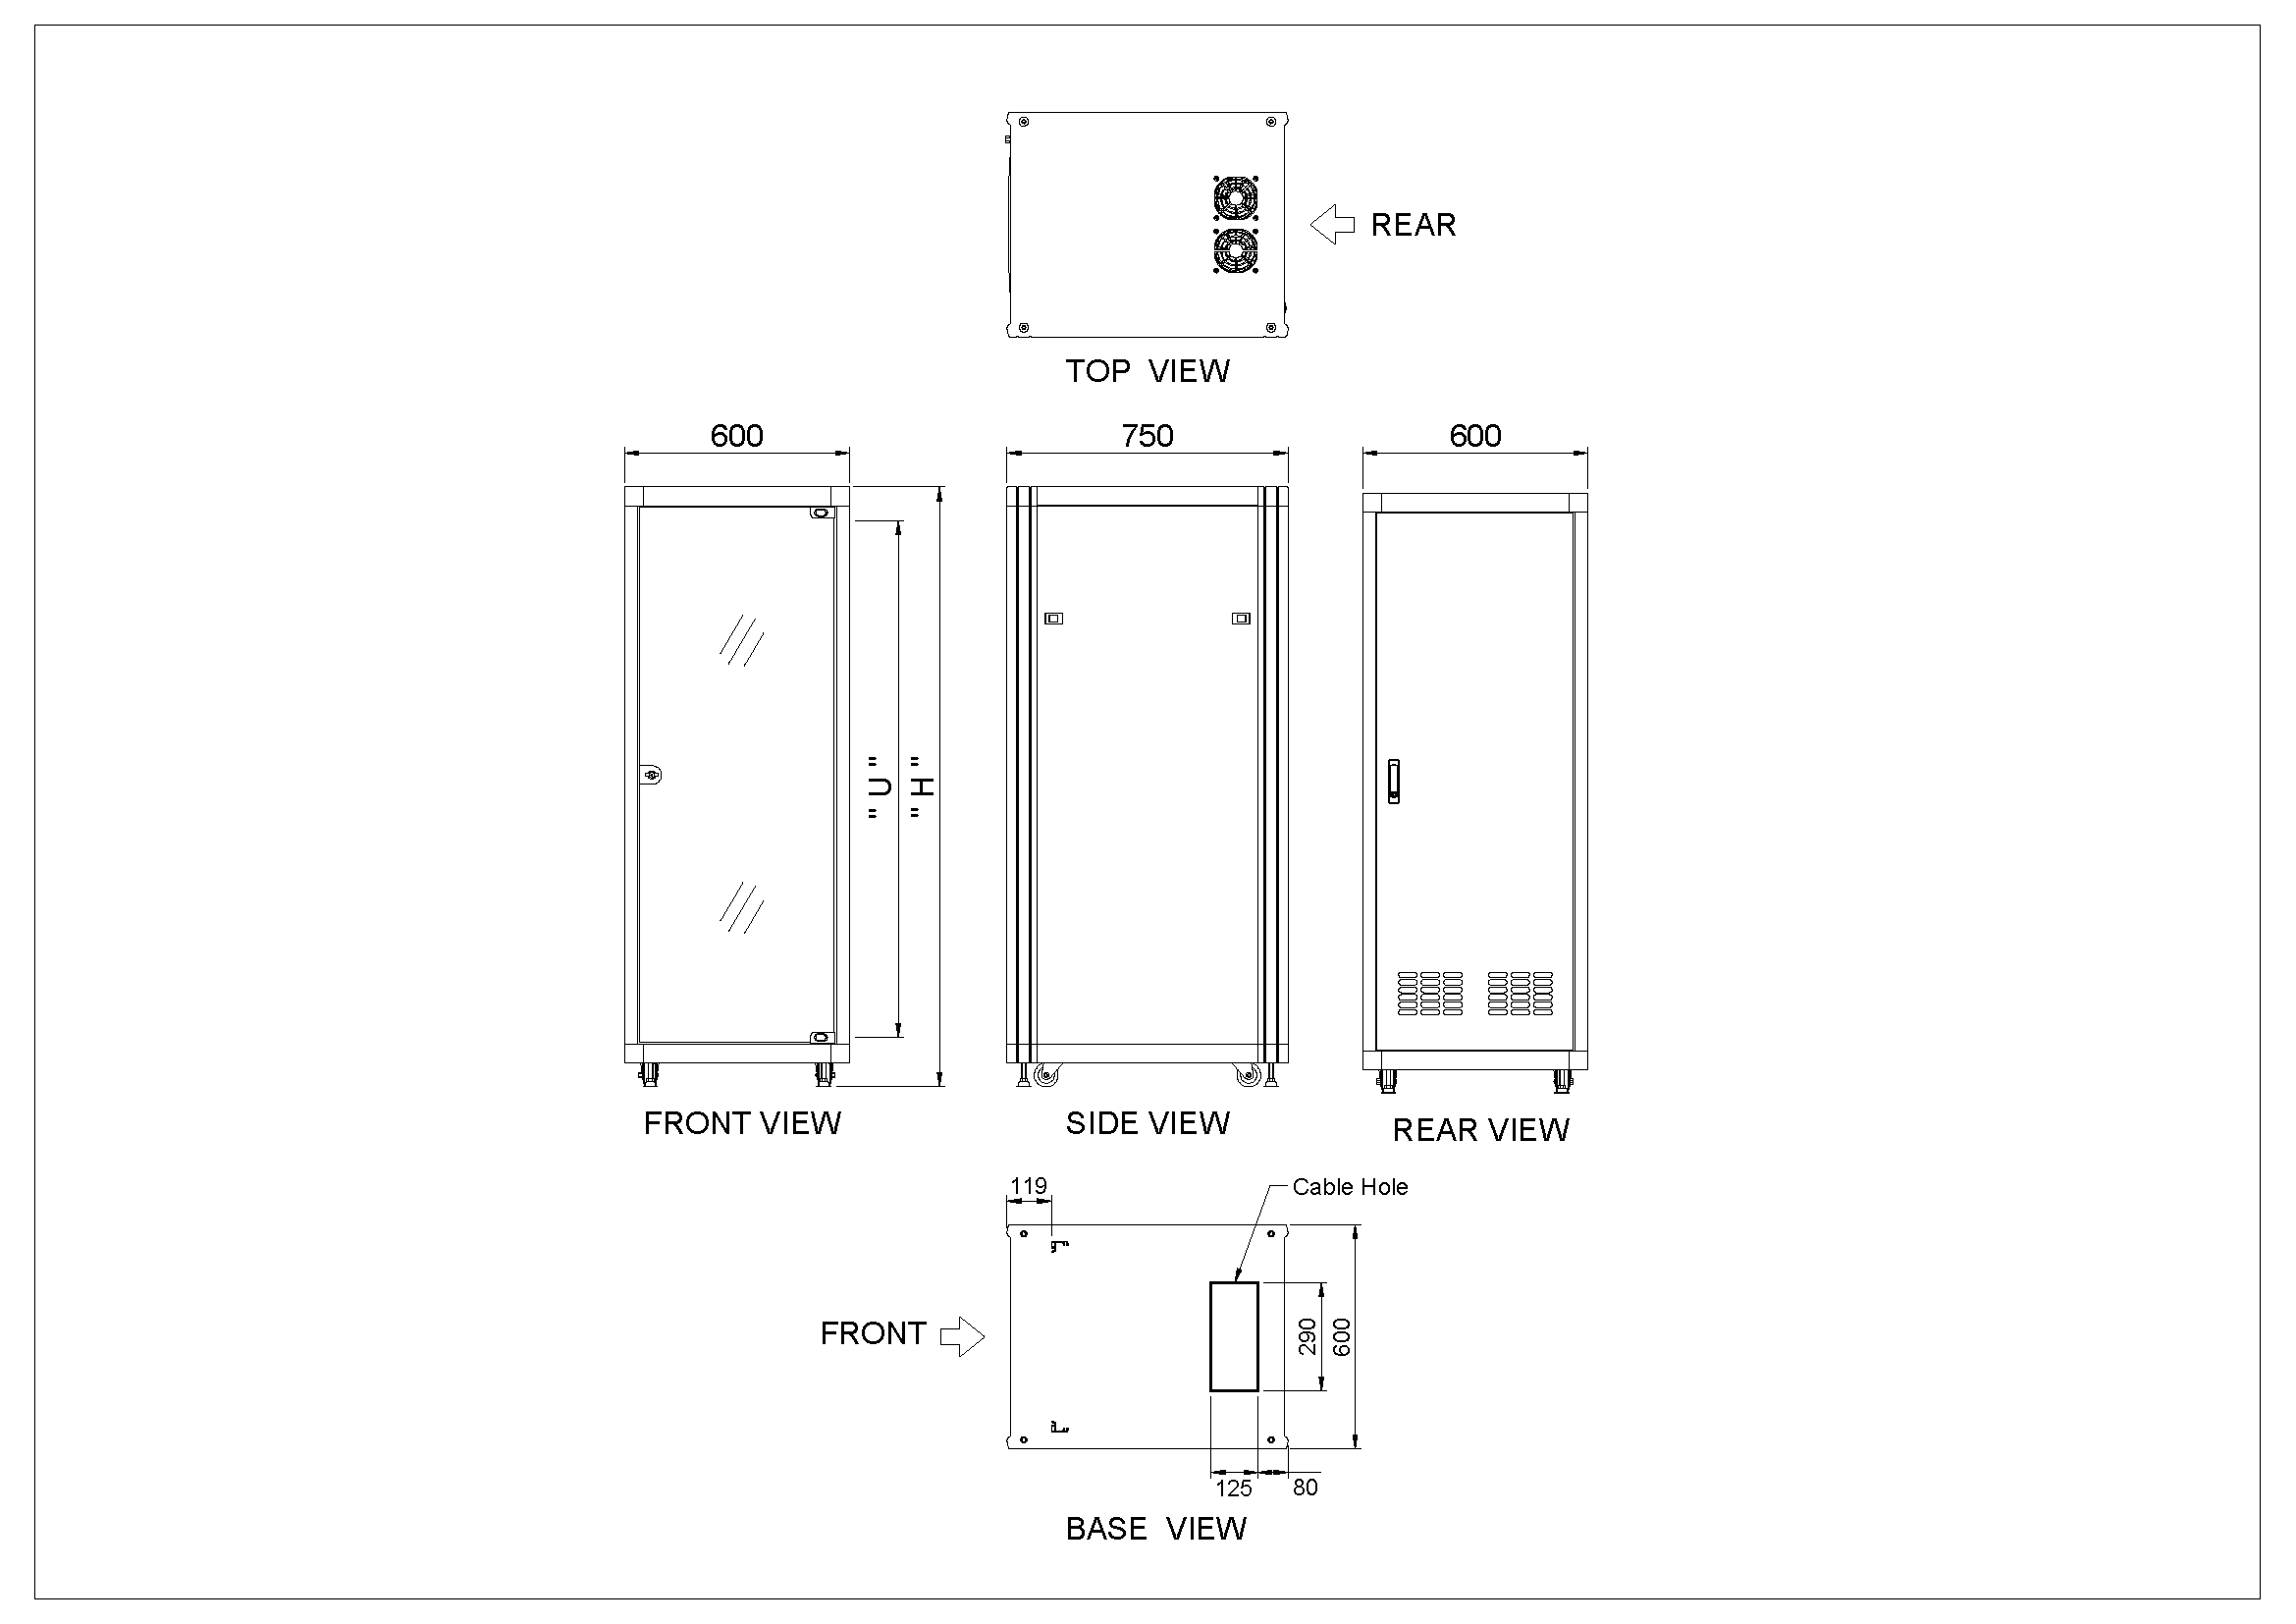 REAR
TOP VIEW
600
750
600
"U"
"H"
FRONT VIEW
SIDE VIEW
REAR VIEW
119
Cable Hole
FRONT
290
600
125
80
BASE VIEW